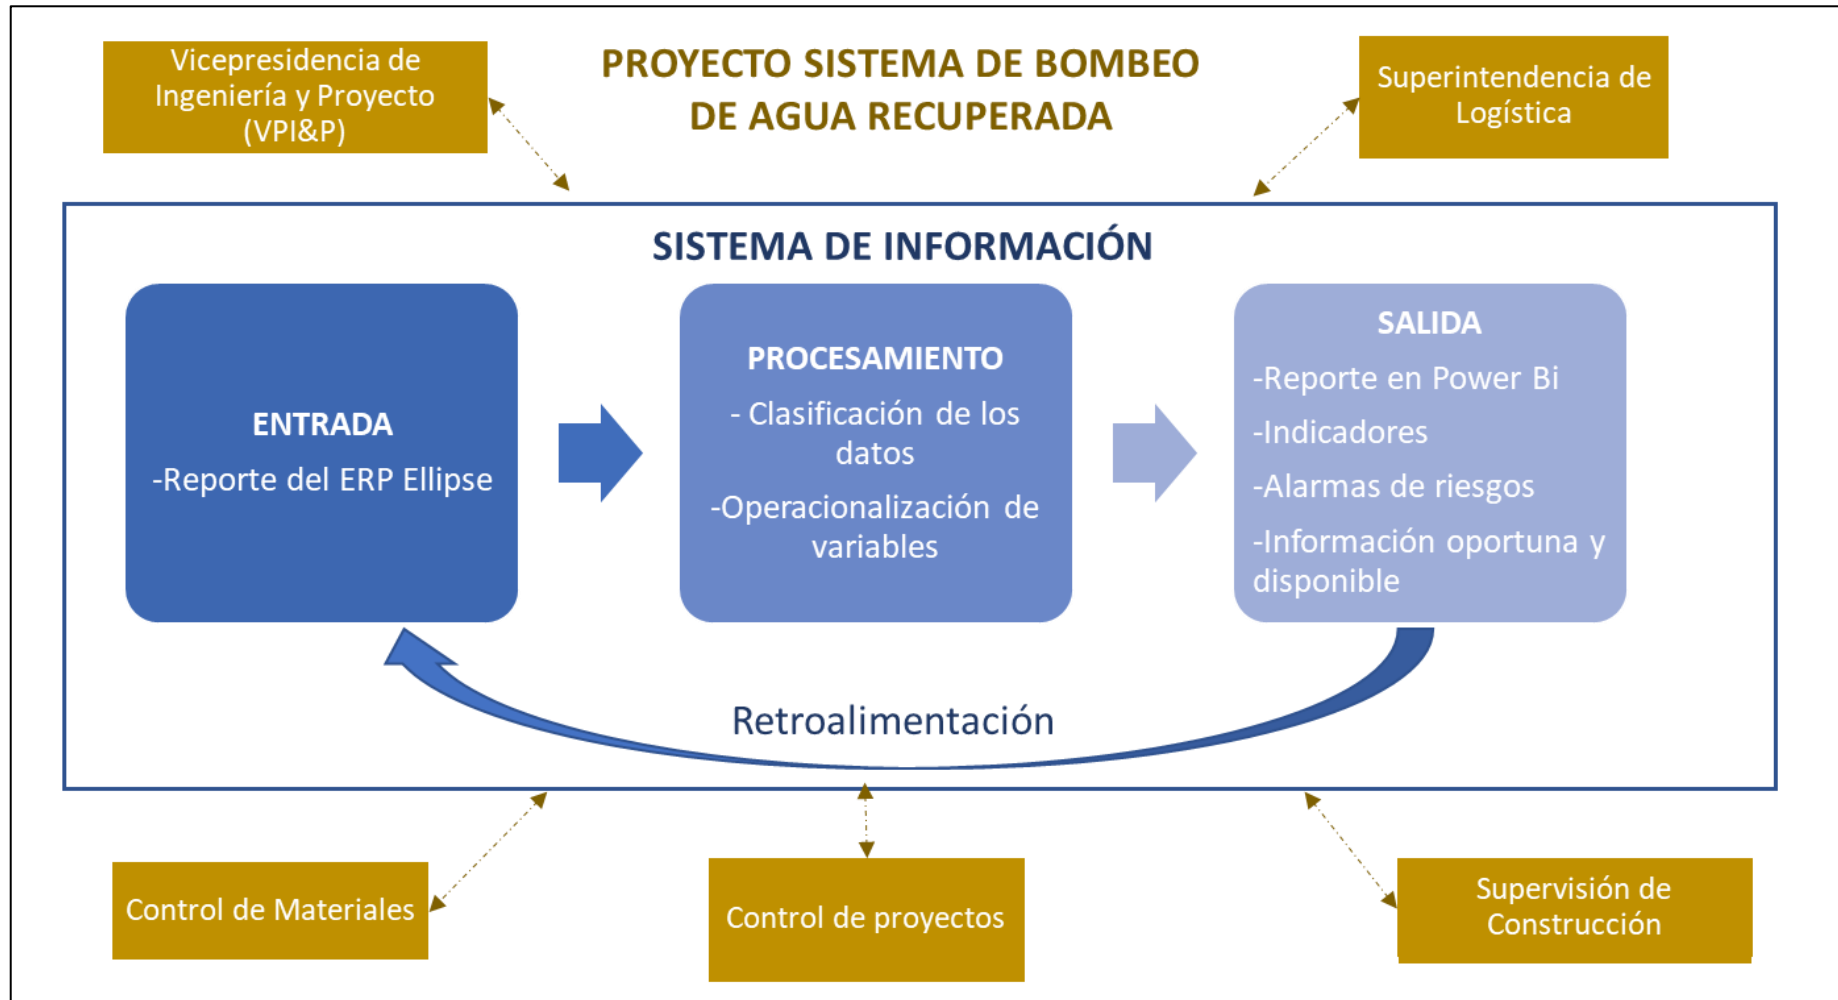 Vicepresidencia de
Ingeniería y Proyecto
(VPI&P)
PROYECTO SISTEMA DE BOMBEO
DE AGUA RECUPERADA
Superintendencia de
Logística
SISTEMA DE INFORMACIÓN
ENTRADA
-Reporte del ERP Ellipse
PROCESAMIENTO
- Clasificación de los
datos
-Operacionalización de
variables
SALIDA
-Reporte en Power Bi
-Indicadores
-Alarmas de riesgos
-Información oportuna y
disponible
Retroalimentación
Control de Materiales
Control de proyectos
Supervisión de
Construcción